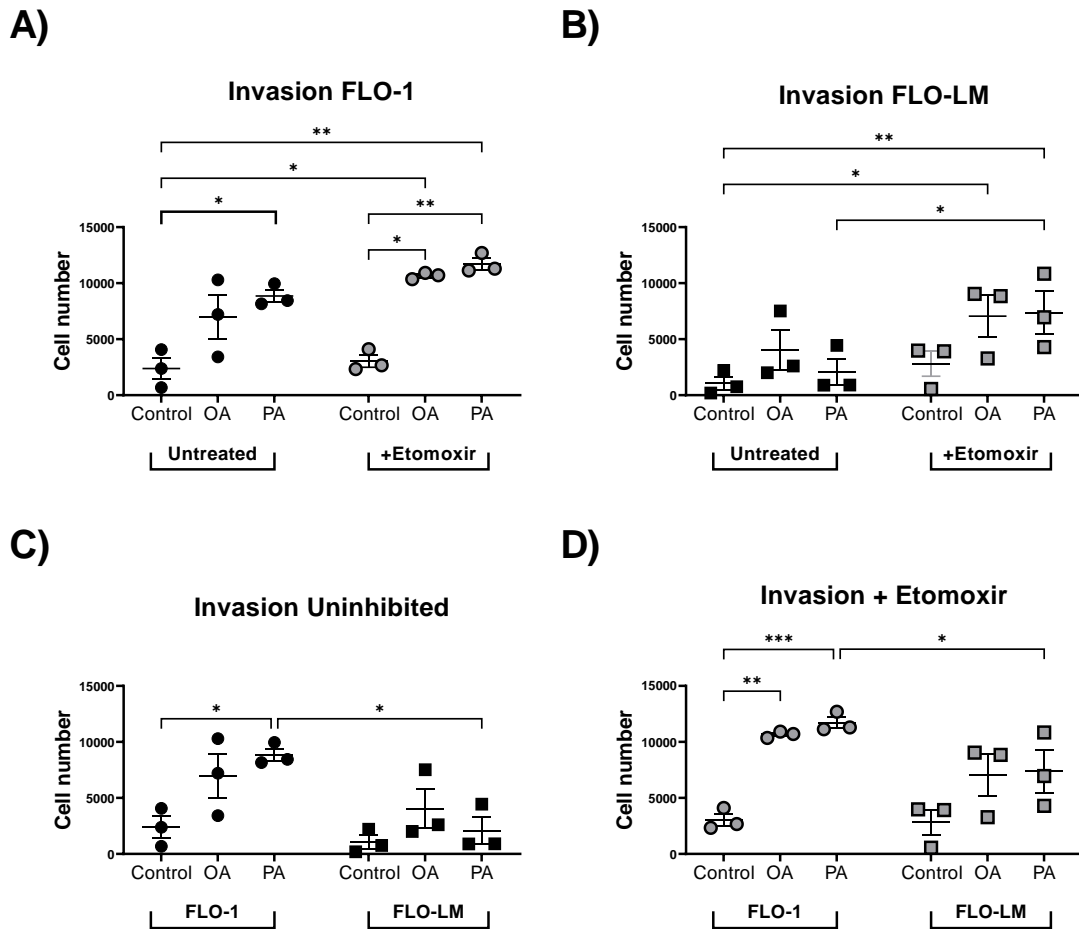 A)
Invasion FLO-1
**
*
*
**
*
Cell number
15000
10000
5000
0
Control OA PA Control OA PA
Untreated +Etomoxir
B)
Invasion FLO-LM
**
*
*
Cell number
15000
10000
5000
0
Control OA PA Control OA PA
Untreated +Etomoxir
C)
Invasion Uninhibited
* *
Cell number
15000
10000
5000
0
Control OA PA Control OA PA
FLO-1 FLO-LM
D)
Invasion + Etomoxir
*** *
**
Cell number
15000
10000
5000
0
Control OA PA Control OA PA
FLO-1 FLO-LM